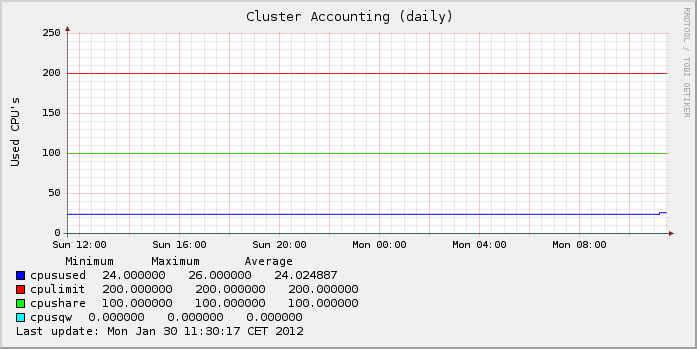 Cluster Accounting (daily)
RRDTOOL / TOBI OETIKER
Used CPU's
250
200
150
100
50
0
Sun 12:00 Sun 16:00 Sun 20:00 Mon 00:00 Mon 04:00 Mon 08:00
Minimum Maximum Average
cpusused 24.000000 26.000000 24.024887
cpulimit 200.000000 200.000000 200.000000
cpushare 100.000000 100.000000 100.000000
cpusqw 0.000000 0.000000 0.000000
Last update: Mon Jan 30 11:30:17 CET 2012